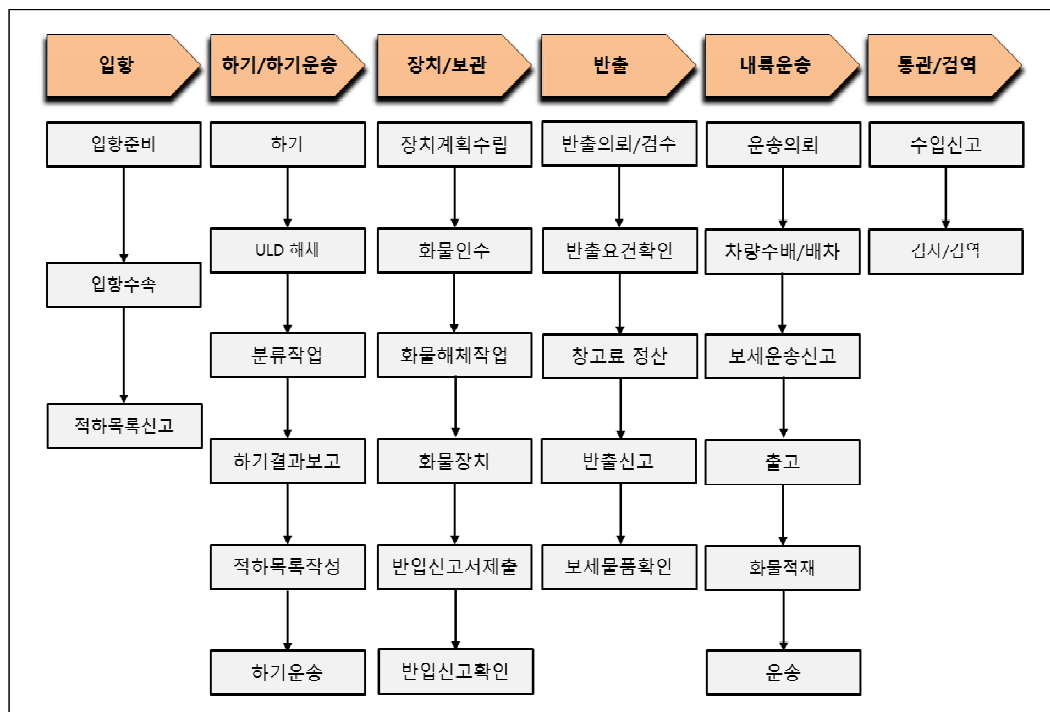 입항
하기/하기운송
장치/보관
반출
내륙운송
통관/검역
입항준비
입항수속
적하목록신고
하기
ULD 해체
분류작업
하기결과보고
적하목록작성
하기운송
장치계획수립
화물인수
화물해체작업
화물장치
반입신고서제출
반입신고확인
반출의뢰/검수
반출요건확인
창고료 정산
반출신고
보세물품확인
운송의뢰
차량수배/배차
보세운송신고
출고
화물적재
운송
수입신고
검사/검역